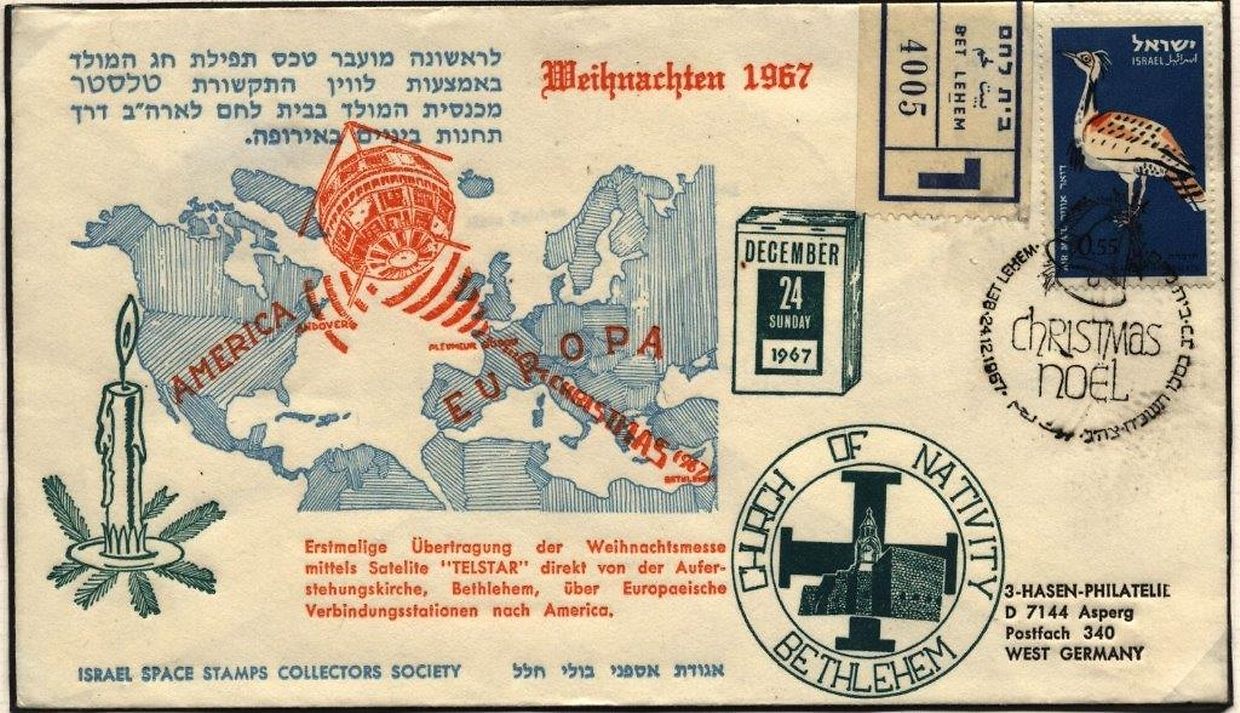 לראשונה מועבר טכס תפילת חג המולד
באמצעות לווין התקשורת טלסטר
מכנסית המולד בבית לחם לארה״ב דרך
תחנות ביניים באירופה.
Weihnachten 1967
בית לחם
بيت لحم
BET LEHEM
4005
ישראל
ISRAEL اسرائيل
0.55
AMERICA
ANDOVER
PLEUMEUR
EUROPA
CHRISTMAS 1967
BETHLEHEM
DECEMBER
24
SUNDAY
1967
BET LEHEM
24.12.1967
CHRISTMAS
NOËL
CHURCH OF NATIVITY
BETHLEHEM
Erstmalige Übertragung der Weihnachtsmesse
mittels Satelite "TELSTAR" direkt von der Aufer-
stehungskirche, Bethlehem, über Europaeische
Verbindungsstationen nach America.
3-HASEN-PHILATELIE
D 7144 Asperg
Postfach 340
WEST GERMANY
ISRAEL SPACE STAMPS COLLECTORS SOCIETY אגודת אספני בולי חלל